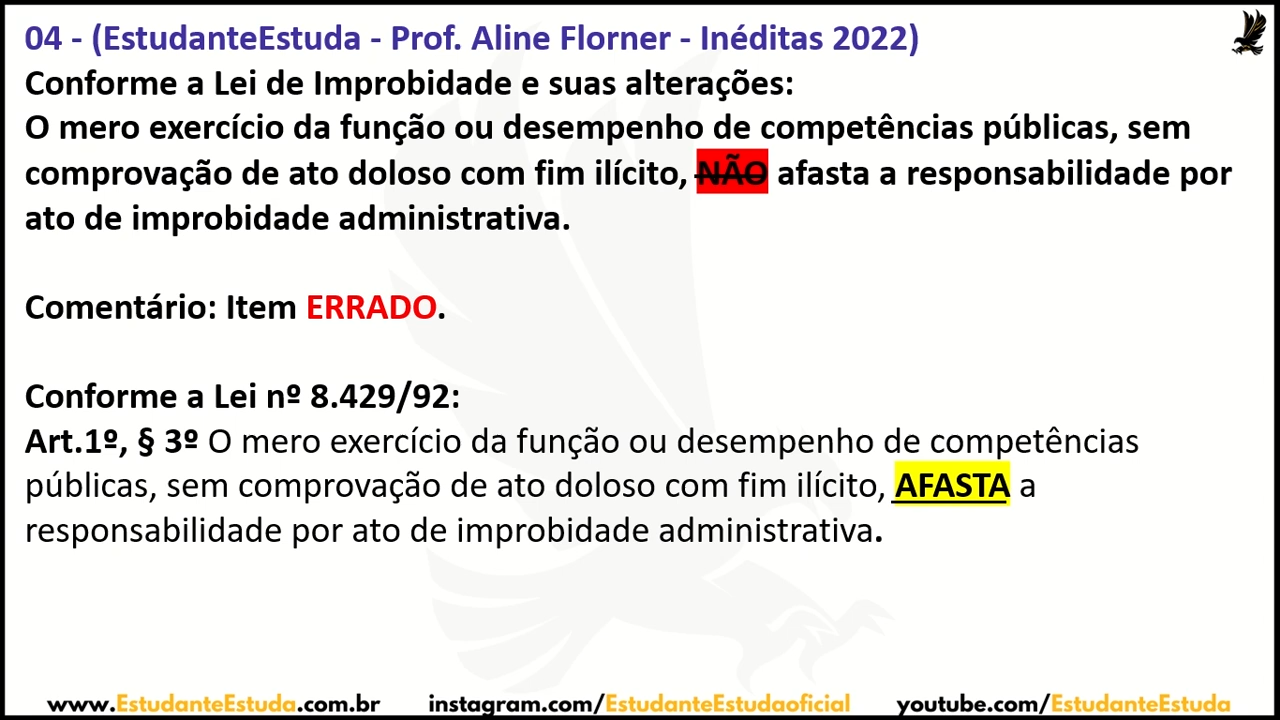 04 - (EstudanteEstuda - Prof. Aline Florner - Inéditas 2022)
Conforme a Lei de Improbidade e suas alterações:
O mero exercício da função ou desempenho de competências públicas, sem
comprovação de ato doloso com fim ilícito, NÃO afasta a responsabilidade por
ato de improbidade administrativa.
Comentário: Item ERRADO.
Conforme a Lei nº 8.429/92:
Art.1º, § 3º O mero exercício da função ou desempenho de competências
públicas, sem comprovação de ato doloso com fim ilícito, AFASTA a
responsabilidade por ato de improbidade administrativa.
www.EstudanteEstuda.com.br instagram.com/EstudanteEstudaoficial youtube.com/EstudanteEstuda